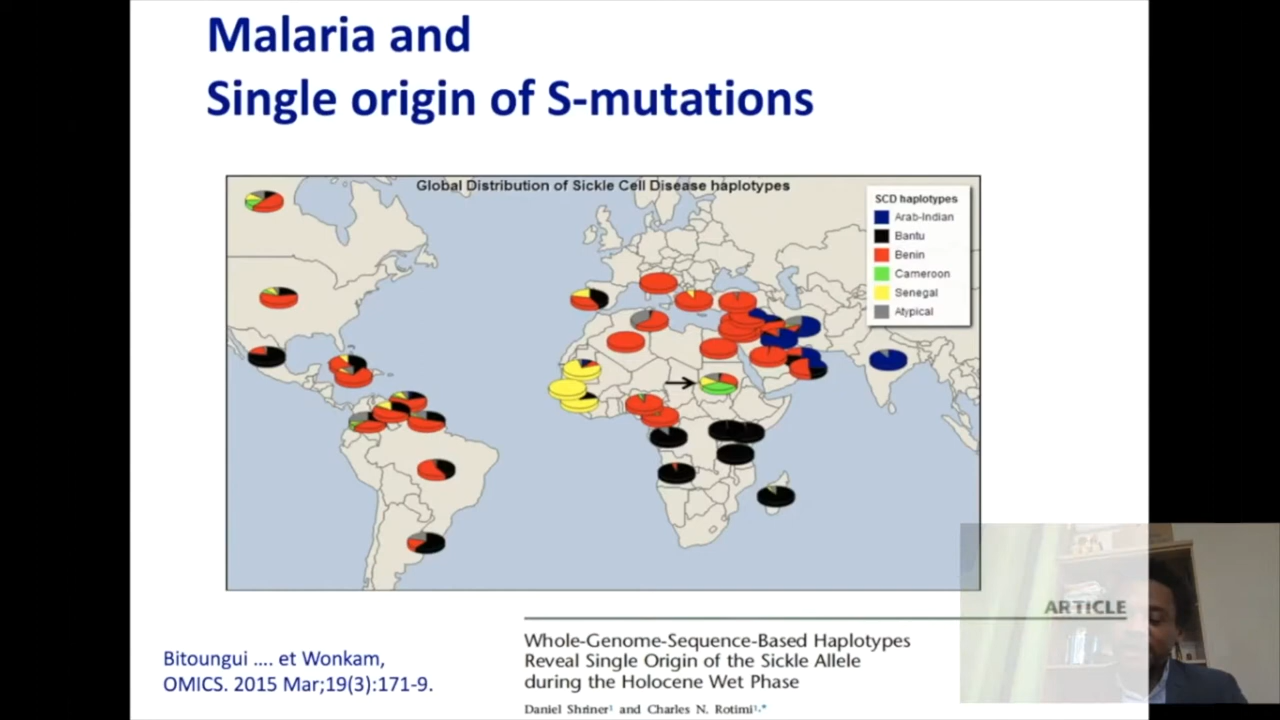 Malaria and
Single origin of S-mutations
Global Distribution of Sickle Cell Disease haplotypes
SCD haplotypes
Arab-Indian
Bantu
Benin
Cameroon
Senegal
Atypical
ARTICLE
Bitoungui .... et Wonkam,
OMICS. 2015 Mar;19(3):171-9.
Whole-Genome-Sequence-Based Haplotypes
Reveal Single Origin of the Sickle Allele
during the Holocene Wet Phase
Daniel Shriner¹ and Charles N. Rotimi¹,*